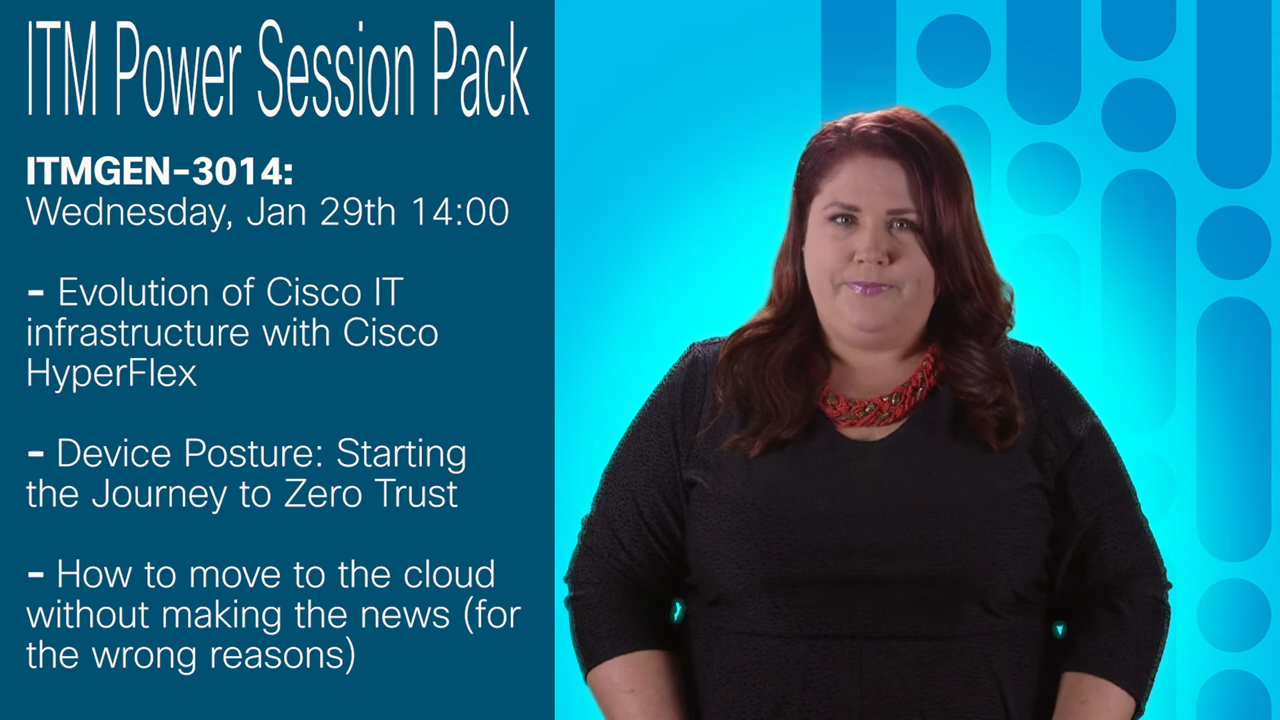 ITM Power Session Pack
ITMGEN-3014:
Wednesday, Jan 29th 14:00
- Evolution of Cisco IT
infrastructure with Cisco
HyperFlex
- Device Posture: Starting
the Journey to Zero Trust
- How to move to the cloud
without making the news (for
the wrong reasons)